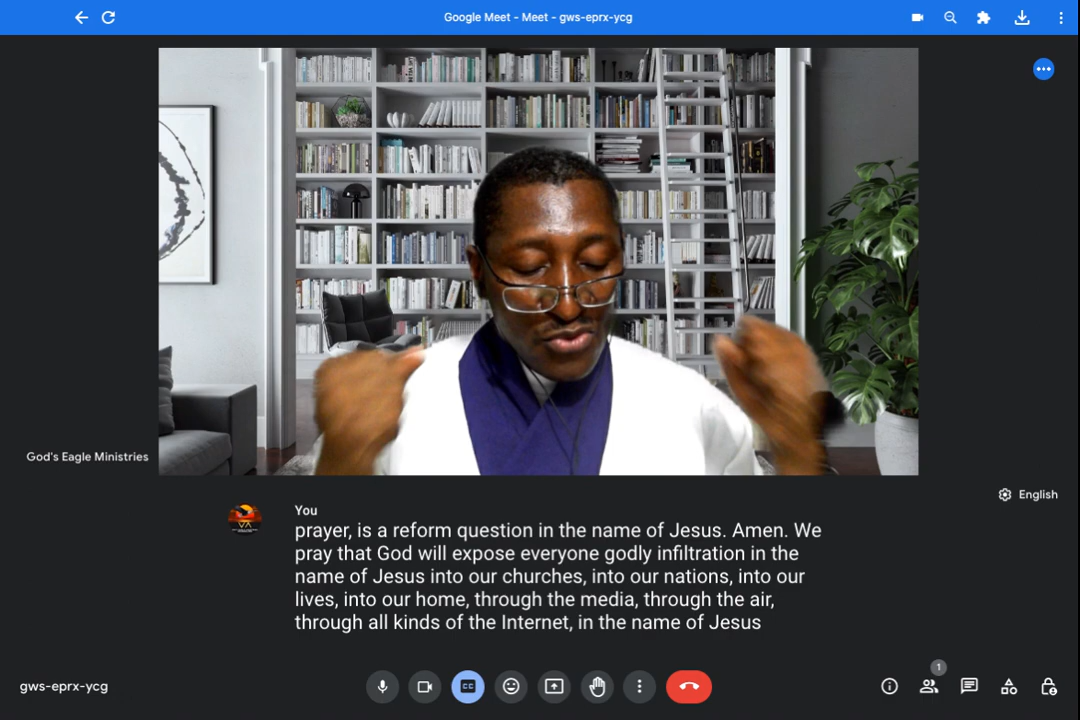 Google Meet - Meet - gws-eprx-ycg
God's Eagle Ministries
English
You
prayer, is a reform question in the name of Jesus. Amen. We
pray that God will expose everyone godly infiltration in the
name of Jesus into our churches, into our nations, into our
lives, into our home, through the media, through the air,
through all kinds of the Internet, in the name of Jesus
gws-eprx-ycg
CC
1